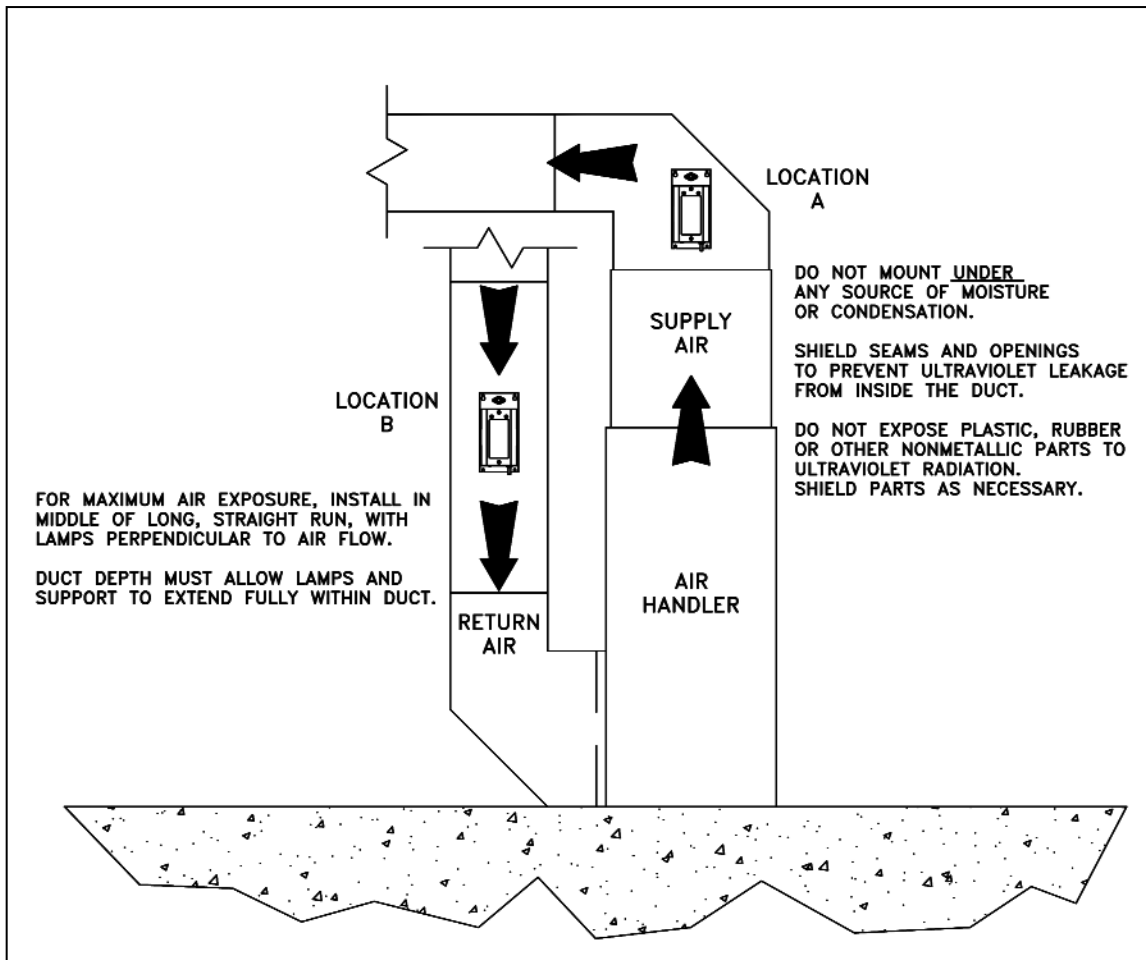 LOCATION
A
DO NOT MOUNT UNDER
ANY SOURCE OF MOISTURE
OR CONDENSATION.
SHIELD SEAMS AND OPENINGS
TO PREVENT ULTRAVIOLET LEAKAGE
FROM INSIDE THE DUCT.
DO NOT EXPOSE PLASTIC, RUBBER
OR OTHER NONMETALLIC PARTS TO
ULTRAVIOLET RADIATION.
SHIELD PARTS AS NECESSARY.
SUPPLY
AIR
LOCATION
B
FOR MAXIMUM AIR EXPOSURE, INSTALL IN
MIDDLE OF LONG, STRAIGHT RUN, WITH
LAMPS PERPENDICULAR TO AIR FLOW.
DUCT DEPTH MUST ALLOW LAMPS AND
SUPPORT TO EXTEND FULLY WITHIN DUCT.
RETURN
AIR
AIR
HANDLER